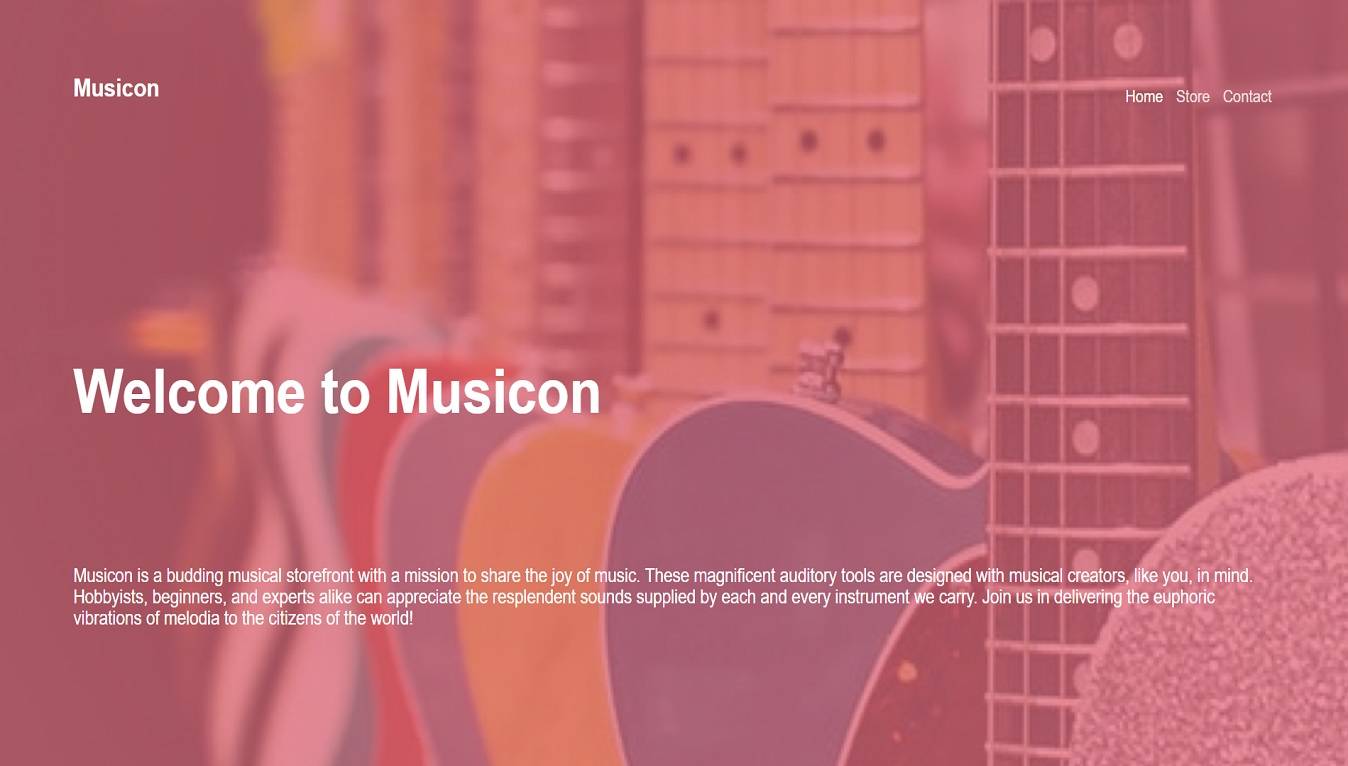 Musicon
Home Store Contact
Welcome to Musicon
Musicon is a budding musical storefront with a mission to share the joy of music. These magnificent auditory tools are designed with musical creators, like you, in mind.
Hobbyists, beginners, and experts alike can appreciate the resplendent sounds supplied by each and every instrument we carry. Join us in delivering the euphoric
vibrations of melodia to the citizens of the world!